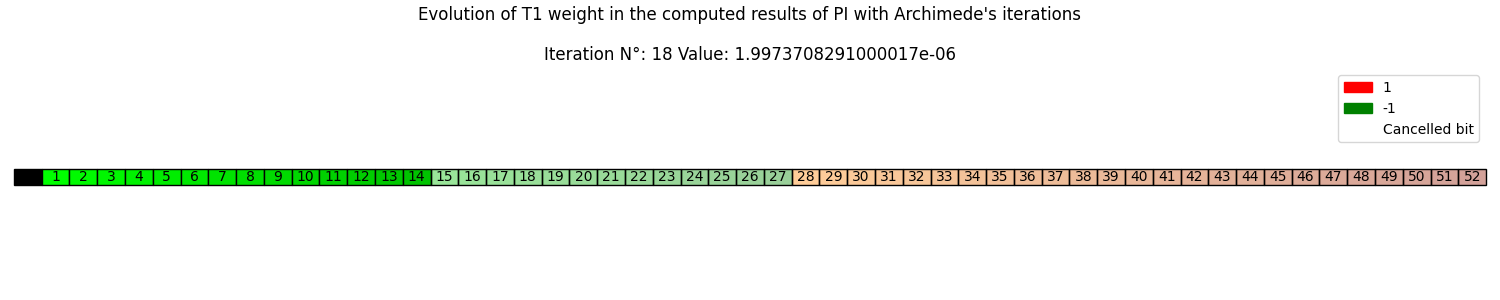 Evolution of T1 weight in the computed results of PI with Archimede's iterations
Iteration N°: 18 Value: 1.9973708291000017e-06
1
-1
Cancelled bit
1 2 3 4 5 6 7 8 9 10 11 12 13 14 15 16 17 18 19 20 21 22 23 24 25 26 27 28 29 30 31 32 33 34 35 36 37 38 39 40 41 42 43 44 45 46 47 48 49 50 51 52